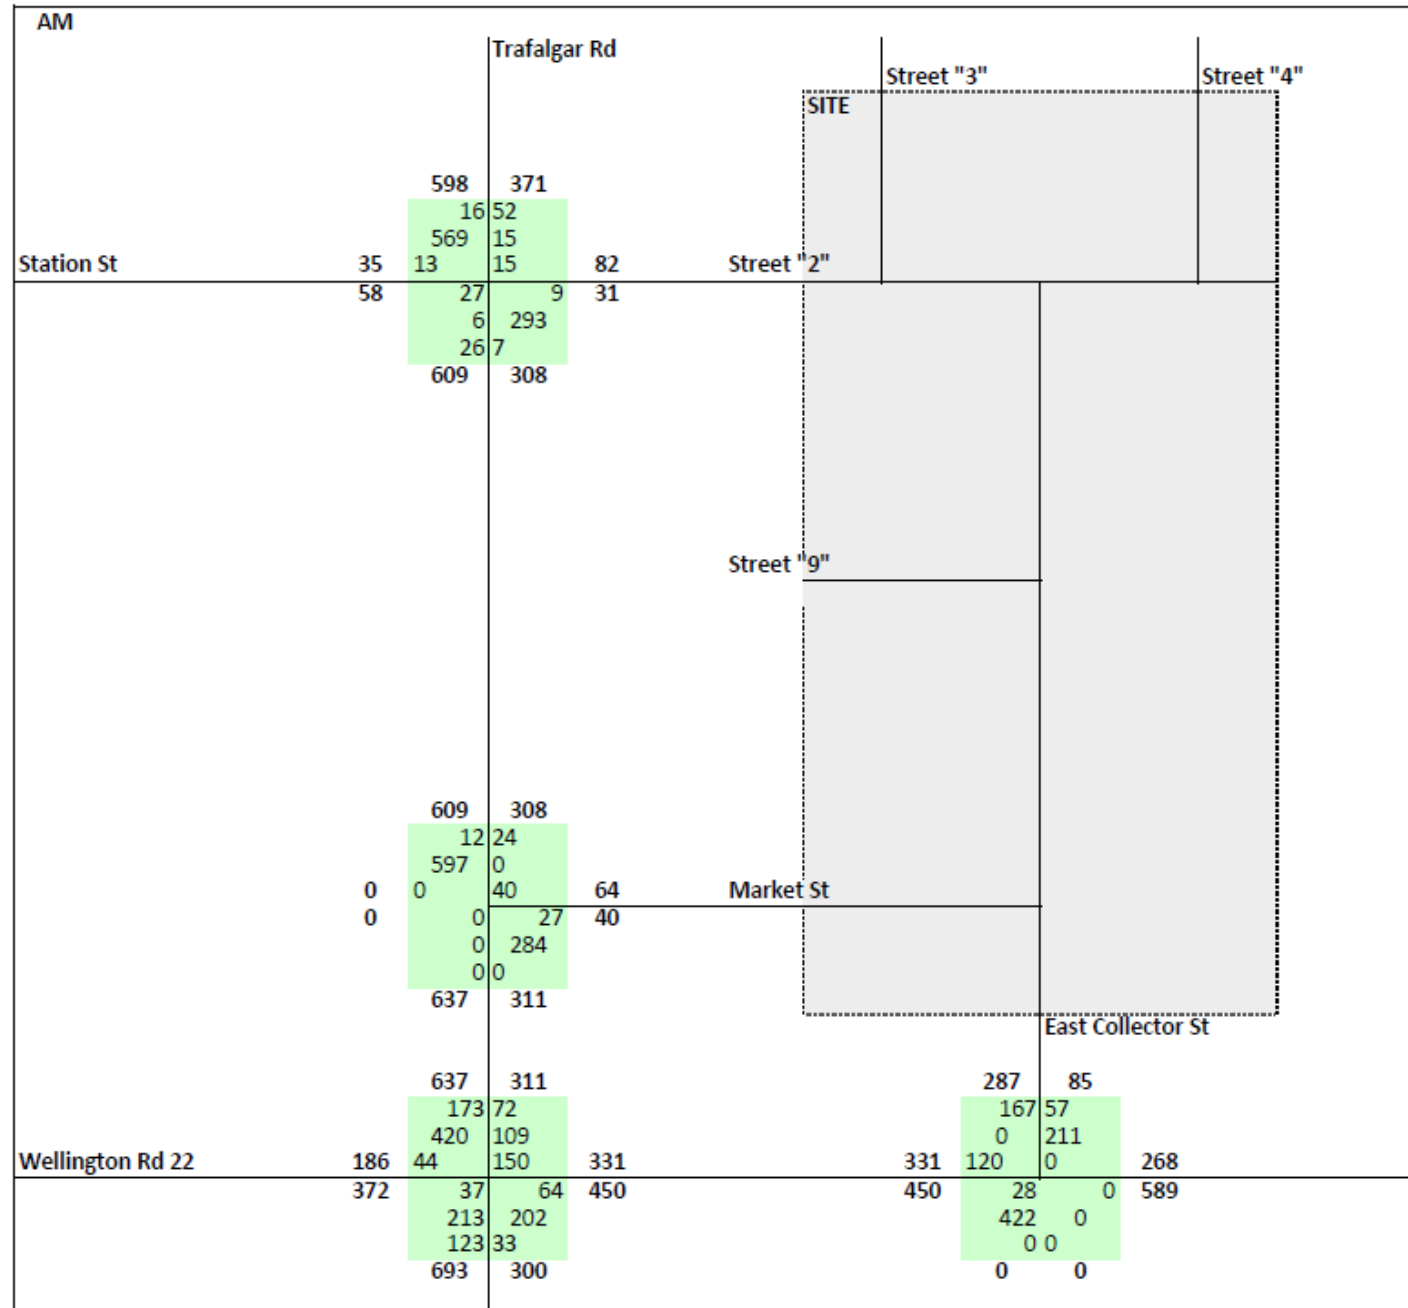 AM
Trafalgar Rd
Street "3" Street "4"
SITE
598 371
16 52
569 15
Station St 35 13 15 82 Street "2"
58 27 9 31
6 293
26 7
609 308
Street "9"
609 308
12 24
597 0
0 0 40 64 Market St
0 0 27 40
0 284
0 0
637 311
East Collector St
637 311 287 85
173 72 167 57
420 109 0 211
Wellington Rd 22 186 44 150 331 331 120 0 268
372 37 64 450 450 28 0 589
213 202 422 0
123 33 0 0
693 300 0 0